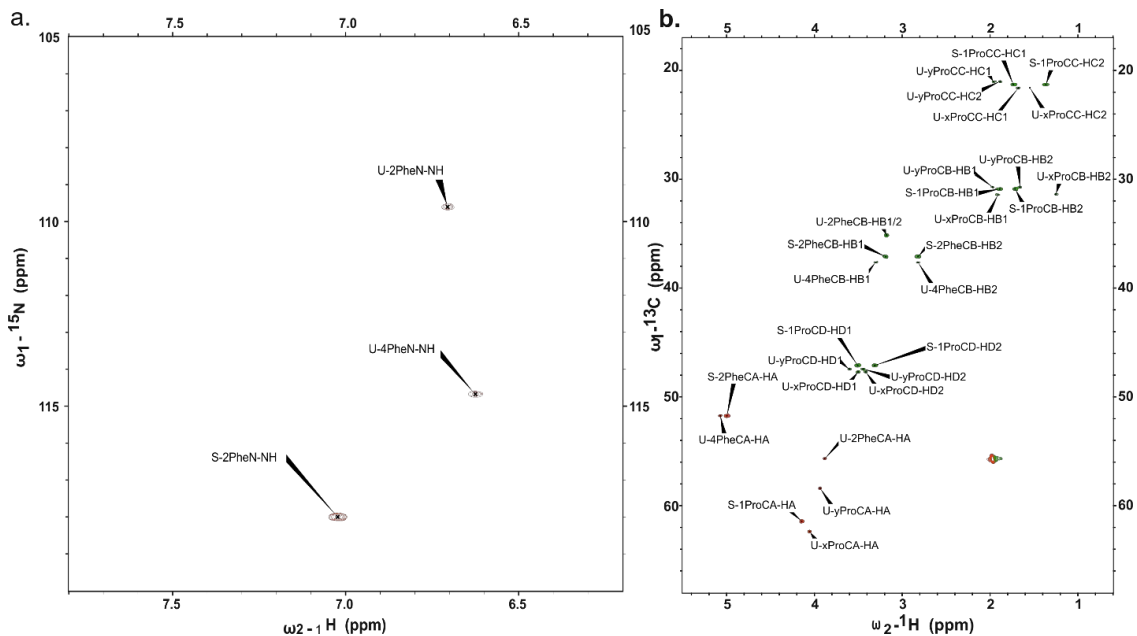 a.
7.5 7.0 6.5
105
110
115
105
110
115
ω1 - 15N (ppm)
U-2PheN-NH
U-4PheN-NH
S-2PheN-NH
7.5 7.0 6.5
ω2 - 1H (ppm)
b.
5 4 3 2 1
20
30
40
50
60
20
30
40
50
60
ωI-13C (ppm)
S-1ProCC-HC1
S-1ProCC-HC2
U-yProCC-HC1
U-yProCC-HC2
U-xProCC-HC1
U-xProCC-HC2
U-yProCB-HB2
U-yProCB-HB1
U-xProCB-HB2
S-1ProCB-HB1
S-1ProCB-HB2
U-xProCB-HB1
U-2PheCB-HB1/2
S-2PheCB-HB1
S-2PheCB-HB2
U-4PheCB-HB1
U-4PheCB-HB2
S-1ProCD-HD1
S-1ProCD-HD2
U-yProCD-HD1
U-yProCD-HD2
S-2PheCA-HA
U-xProCD-HD1
U-xProCD-HD2
U-4PheCA-HA
U-2PheCA-HA
S-1ProCA-HA
U-yProCA-HA
U-xProCA-HA
5 4 3 2 1
ω2-1H (ppm)